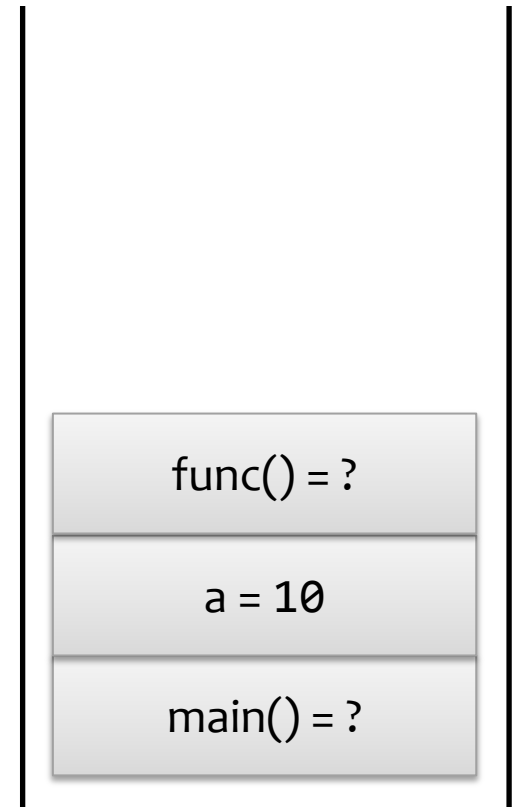 func() = ?
a = 10
main() = ?